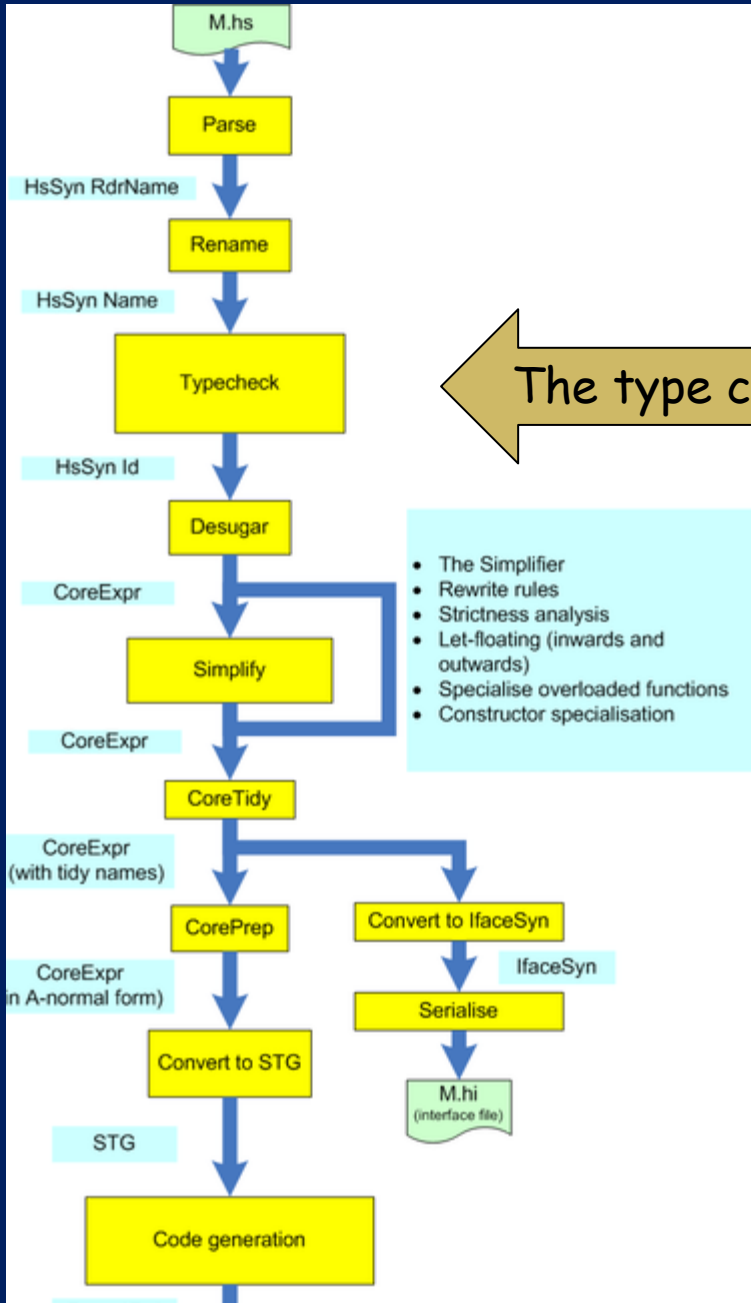 M.hs
Parse
HsSyn RdrName
Rename
HsSyn Name
Typecheck
The type c
HsSyn Id
Desugar
CoreExpr
• The Simplifier
• Rewrite rules
• Strictness analysis
• Let-floating (inwards and
outwards)
• Specialise overloaded functions
• Constructor specialisation
Simplify
CoreExpr
CoreTidy
CoreExpr
(with tidy names)
CorePrep
Convert to IfaceSyn
CoreExpr
in A-normal form)
IfaceSyn
Serialise
Convert to STG
M.hi
(interface file)
STG
Code generation